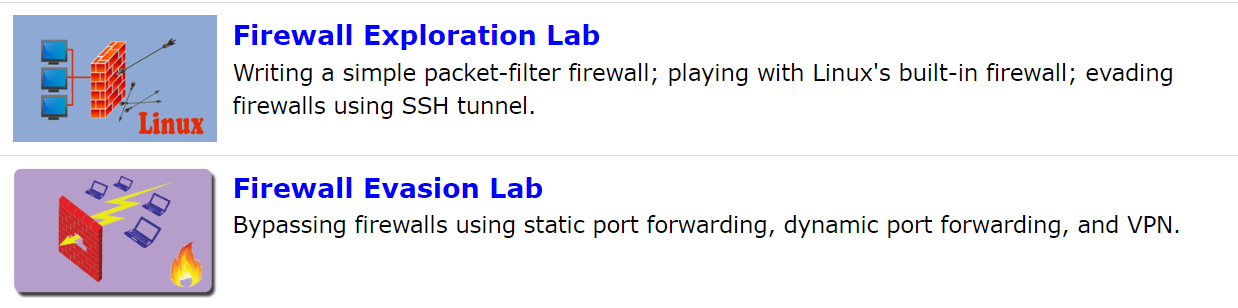 Linux
Firewall Exploration Lab
Writing a simple packet-filter firewall; playing with Linux's built-in firewall; evading
firewalls using SSH tunnel.
Firewall Evasion Lab
Bypassing firewalls using static port forwarding, dynamic port forwarding, and VPN.